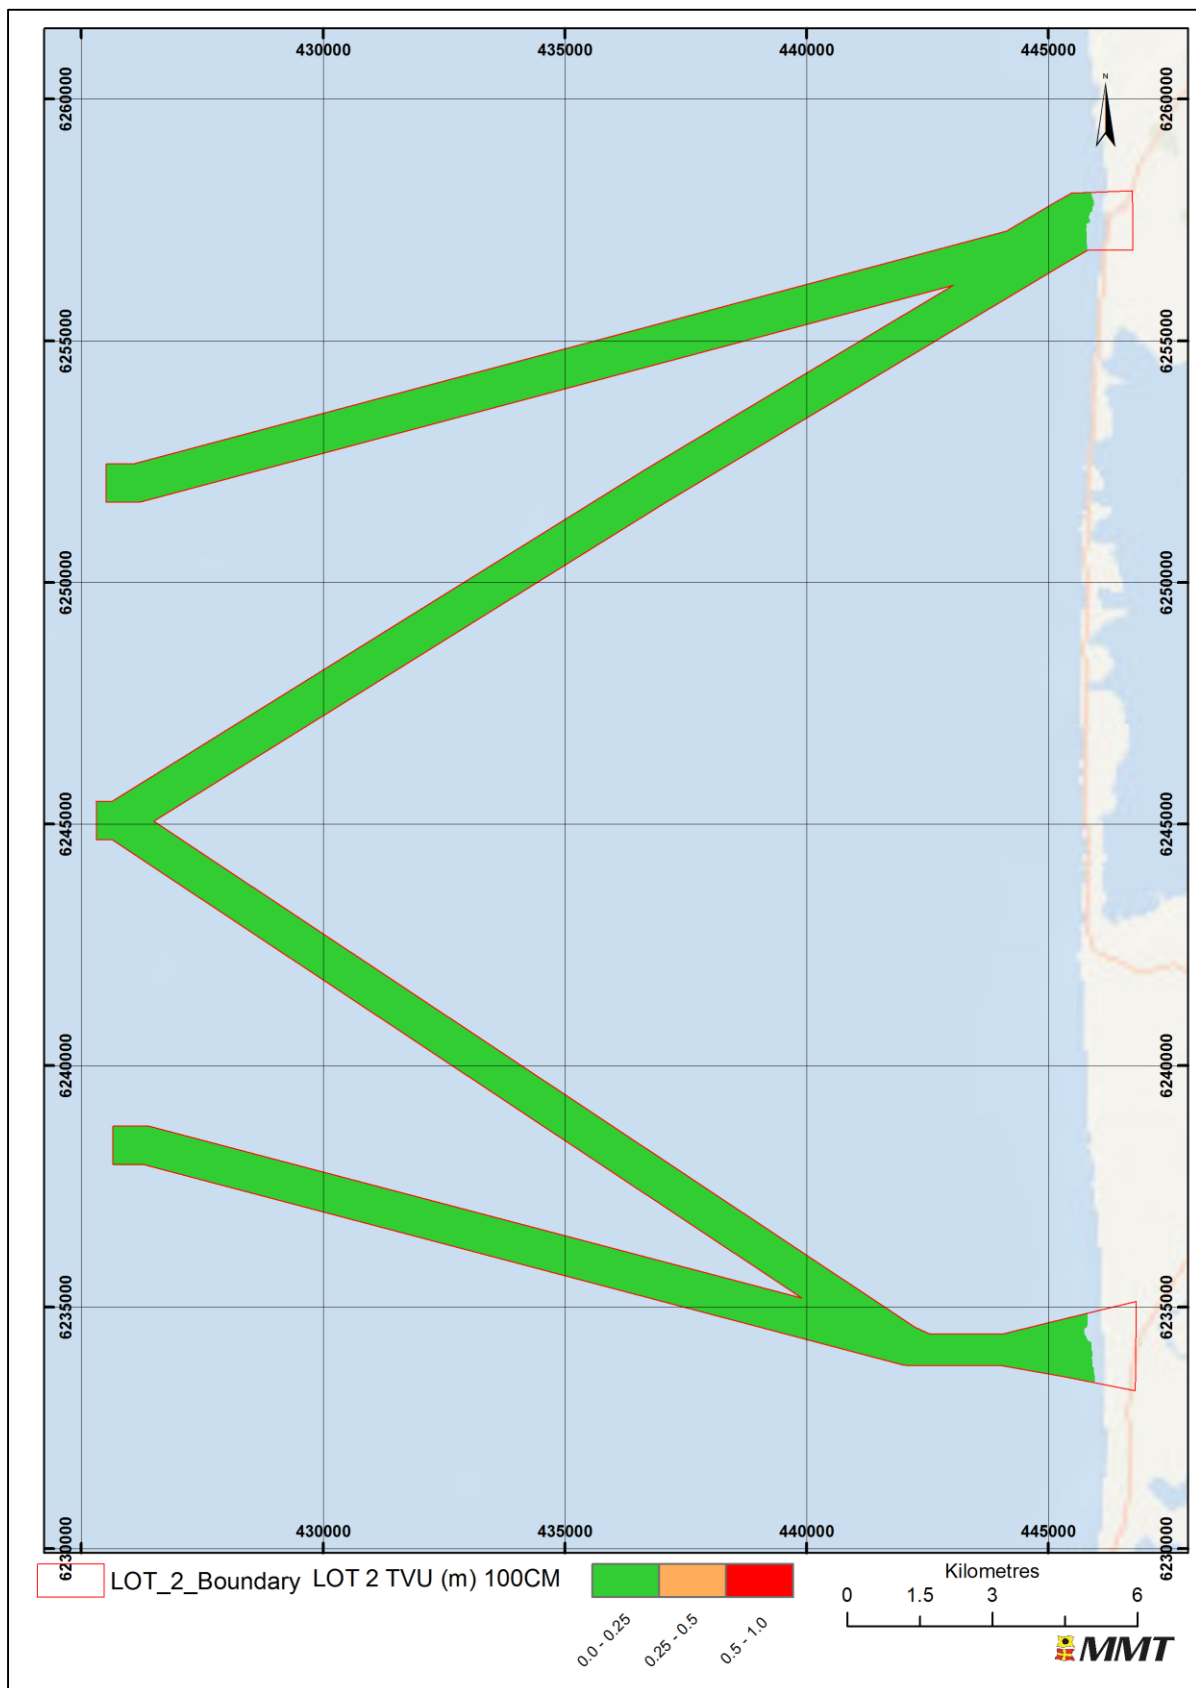 430000 435000 440000 445000
N
6260000 6260000
6255000 6255000
6250000 6250000
6245000 6245000
6240000 6240000
6235000 6235000
6230000 6230000
430000 435000 440000 445000
LOT_2_Boundary LOT 2 TVU (m) 100CM
0.0 - 0.25 0.25 - 0.5 0.5 - 1.0
Kilometres
0 1.5 3 6
MMT